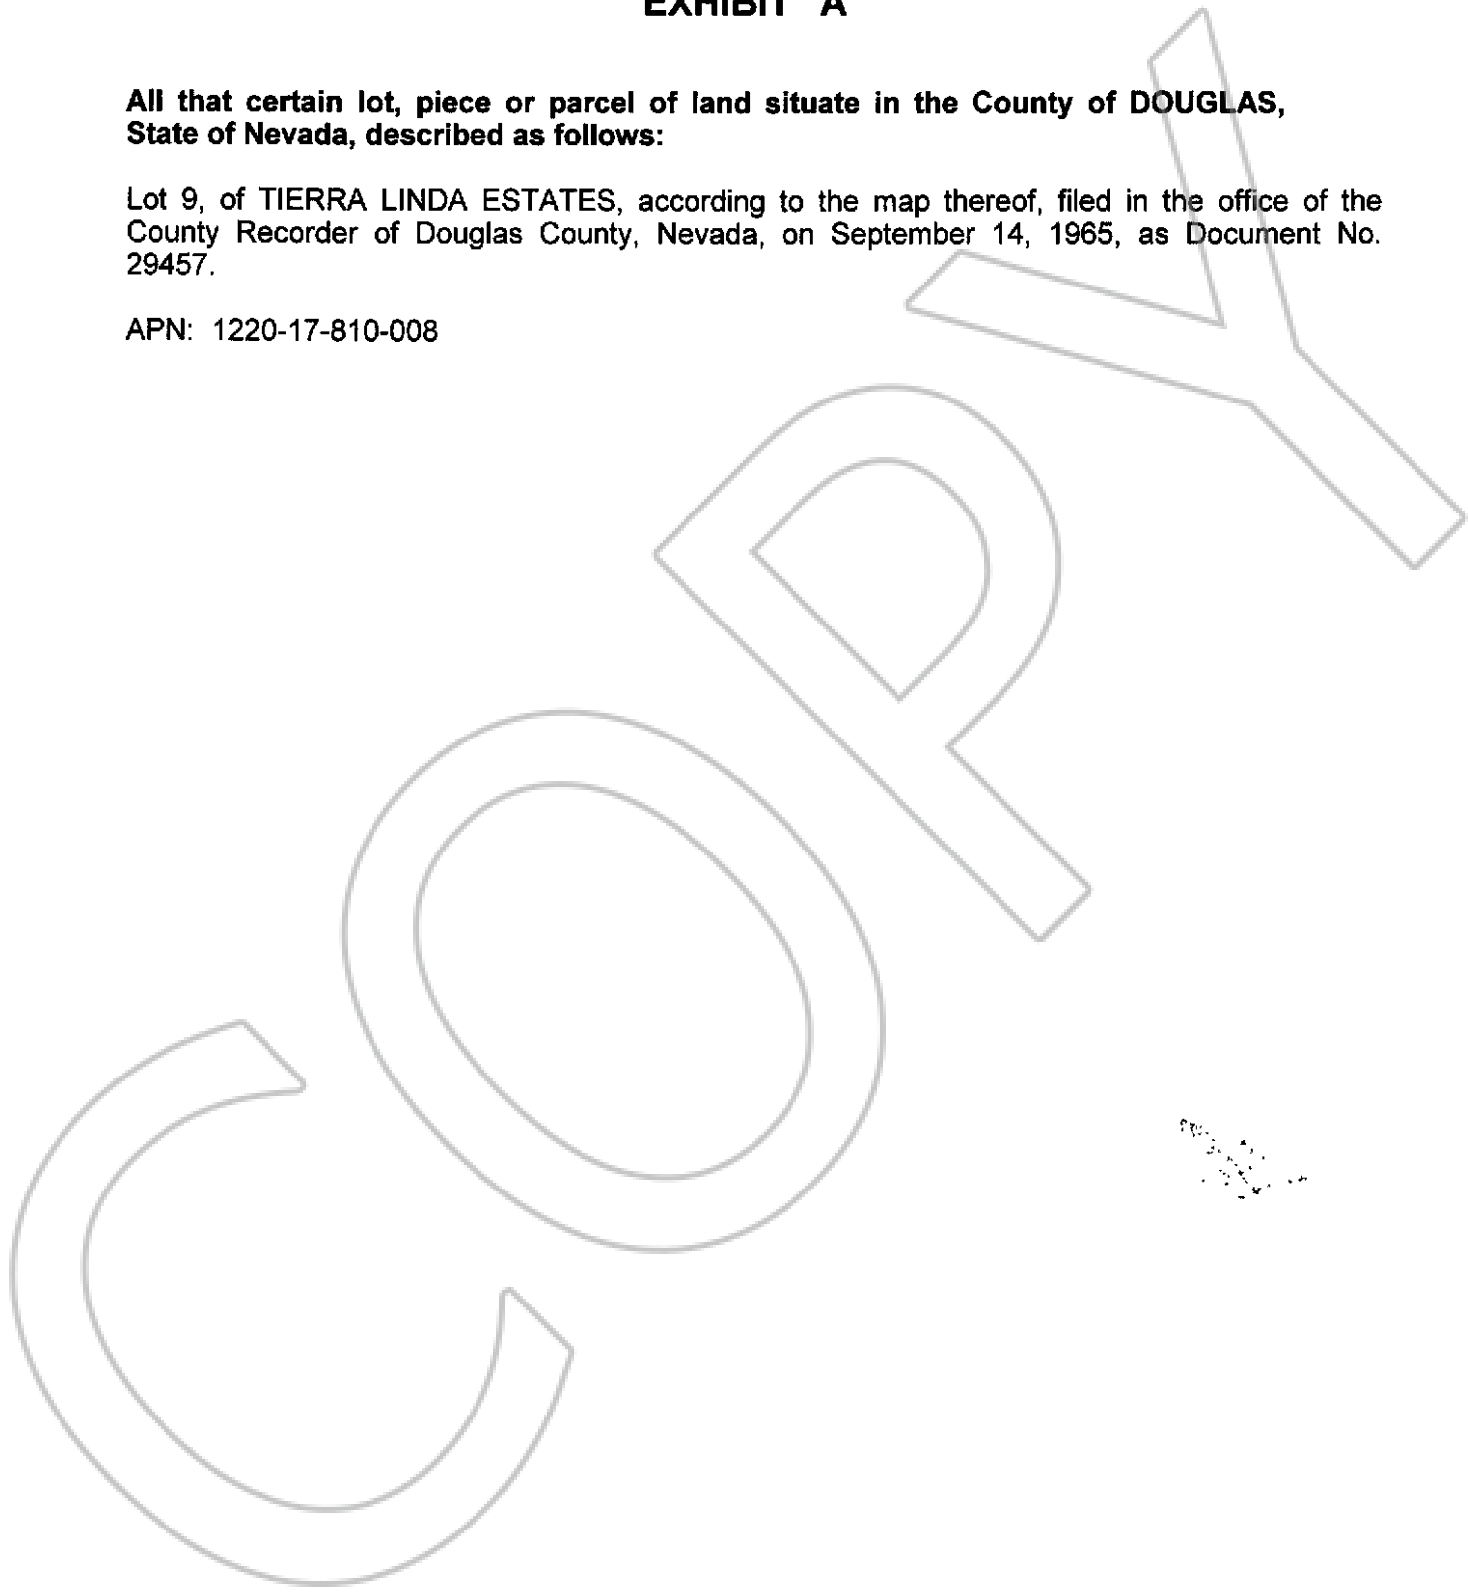 EXHIBIT "A"
All that certain lot, piece or parcel of land situate in the County of DOUGLAS,
State of Nevada, described as follows:
Lot 9, of TIERRA LINDA ESTATES, according to the map thereof, filed in the office of the
County Recorder of Douglas County, Nevada, on September 14, 1965, as Document No.
29457.
APN: 1220-17-810-008
COPY